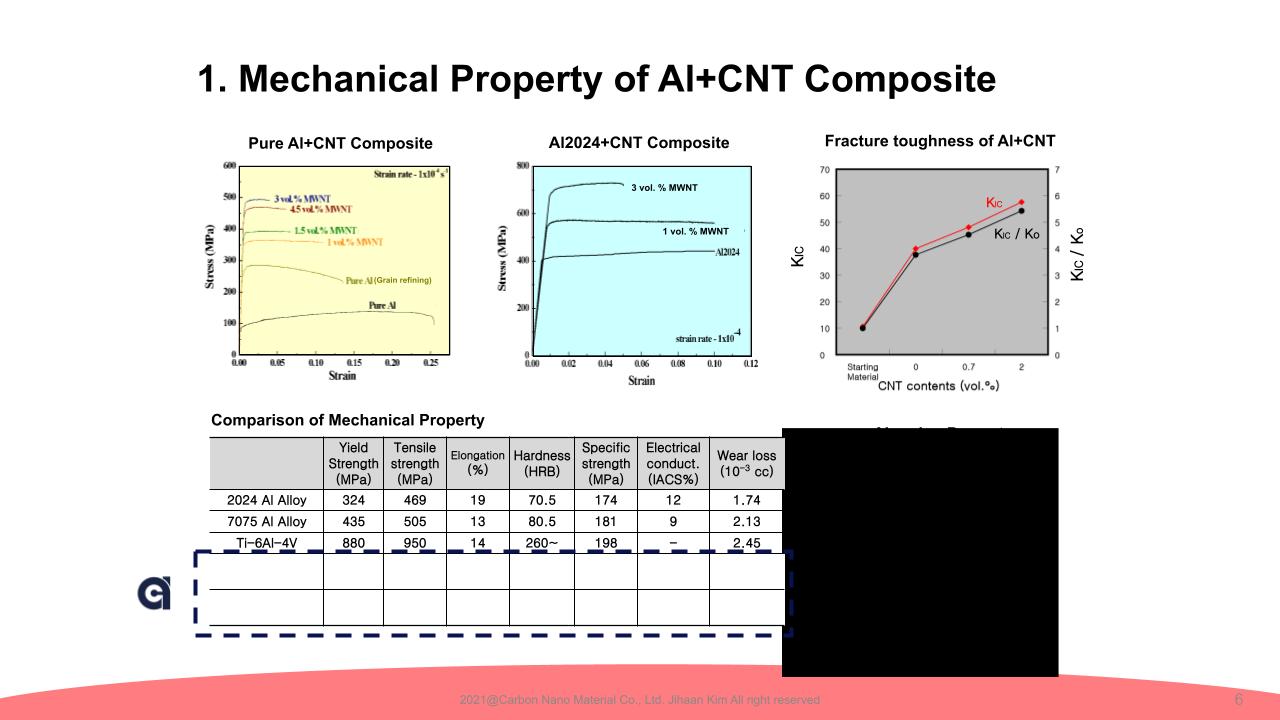 1. Mechanical Property of Al+CNT Composite
Pure Al+CNT Composite
600
500
400
300
200
100
0
Stress (MPa)
Strain rate - 1x10⁻⁴ s⁻¹
3 vol.% MWNT
4.5 vol.% MWNT
1.5 vol.% MWNT
1 vol.% MWNT
Pure Al (Grain refining)
Pure Al
0.00 0.05 0.10 0.15 0.20 0.25
Strain
Al2024+CNT Composite
800
600
400
200
0
Stress (MPa)
3 vol. % MWNT
1 vol. % MWNT
Al2024
strain rate - 1x10⁻⁴
0.00 0.02 0.04 0.06 0.08 0.10 0.12
Strain
Fracture toughness of Al+CNT
70
60
50
40
30
20
10
0
KIC
KIC
KIC / Ko
7
6
5
4
3
2
1
0
KIC / Ko
Starting Material 0 0.7 2
CNT contents (vol.%)
Comparison of Mechanical Property
Yield Strength (MPa) Tensile strength (MPa) Elongation (%) Hardness (HRB) Specific strength (MPa) Electrical conduct. (IACS%) Wear loss (10⁻³ cc)
2024 Al Alloy 324 469 19 70.5 174 12 1.74
7075 Al Alloy 435 505 13 80.5 181 9 2.13
Ti-6Al-4V 880 950 14 260~ 198 - 2.45
2021@Carbon Nano Material Co., Ltd. Jihaan Kim All right reserved
6